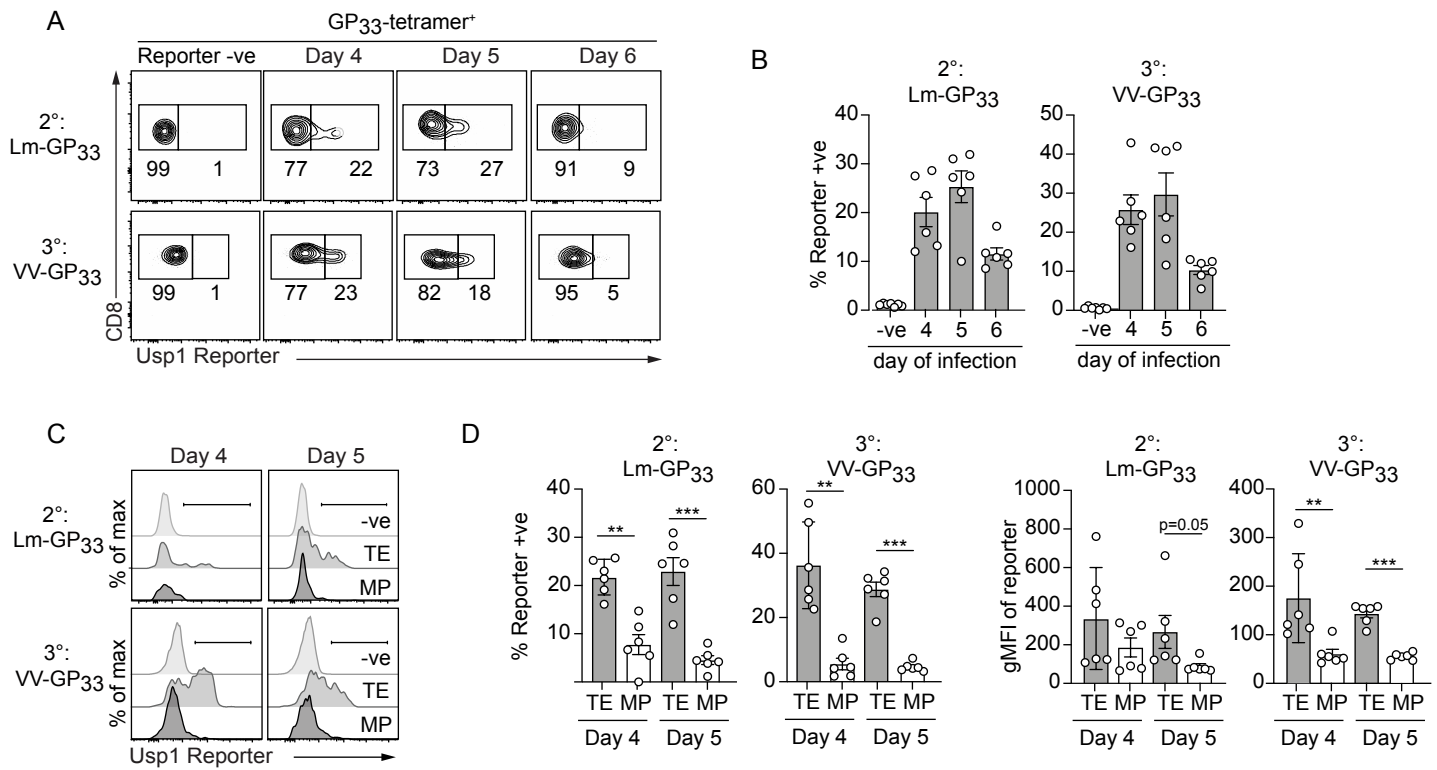 A
GP33-tetramer+
Reporter -ve Day 4 Day 5 Day 6
2°:
Lm-GP33
99 1 77 22 73 27 91 9
3°:
VV-GP33
99 1 77 23 82 18 95 5
CD8
Usp1 Reporter
B
2°:
Lm-GP33
% Reporter +ve
40
30
20
10
0
-ve 4 5 6
day of infection
3°:
VV-GP33
50
40
30
20
10
0
-ve 4 5 6
day of infection
C
Day 4 Day 5
2°:
Lm-GP33
% of max
-ve
TE
MP
3°:
VV-GP33
% of max
-ve
TE
MP
Usp1 Reporter
D
2°:
Lm-GP33
% Reporter +ve
40
30
20
10
** ***
TE MP TE MP
Day 4 Day 5
3°:
VV-GP33
60
40
20
0
** ***
TE MP TE MP
Day 4 Day 5
2°:
Lm-GP33
gMFI of reporter
1000
800
600
400
200
0
p=0.05
TE MP TE MP
Day 4 Day 5
3°:
VV-GP33
400
300
200
100
0
** ***
TE MP TE MP
Day 4 Day 5